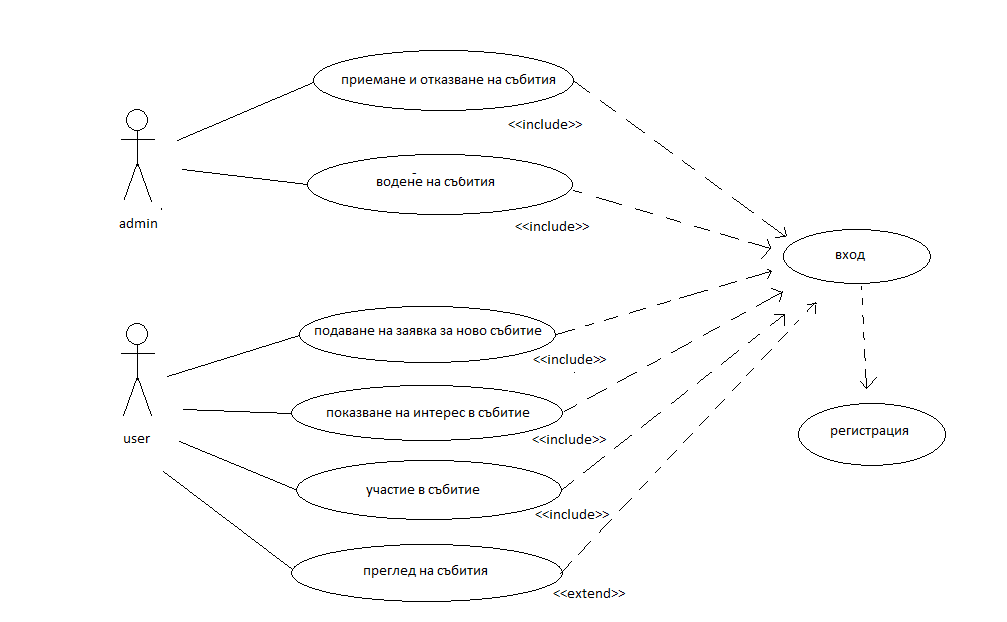 приемане и отказване на събития
<<include>>
водене на събития
<<include>>
admin
вход
подаване на заявка за ново събитие
<<include>>
показване на интерес в събитие
<<include>>
user
регистрация
участие в събитие
<<include>>
преглед на събития
<<extend>>